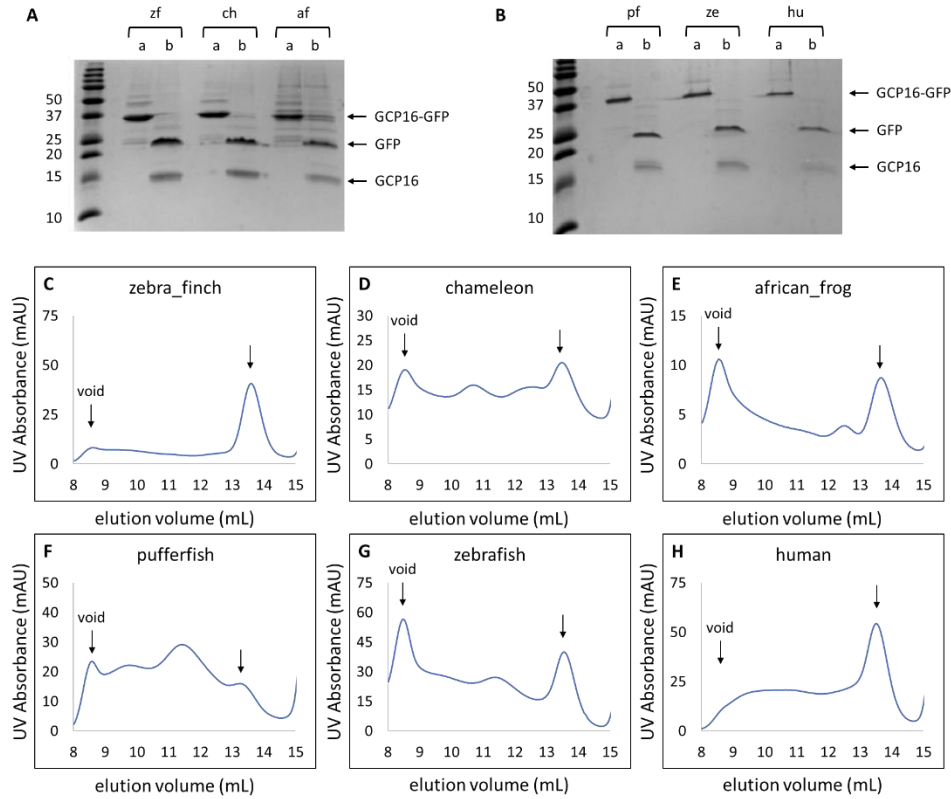 A
zf ch af
a b a b a b
50
37
25
20
15
10
GCP16-GFP
GFP
GCP16
B
pf ze hu
a b a b a b
50
37
25
20
15
10
GCP16-GFP
GFP
GCP16
C
zebra_finch
UV Absorbance (mAU)
75
50
25
0
void
8 9 10 11 12 13 14 15
elution volume (mL)
D
chameleon
UV Absorbance (mAU)
30
25
20
15
10
5
0
void
8 9 10 11 12 13 14 15
elution volume (mL)
E
african_frog
UV Absorbance (mAU)
15
10
5
0
void
8 9 10 11 12 13 14 15
elution volume (mL)
F
pufferfish
UV Absorbance (mAU)
50
40
30
20
10
0
void
8 9 10 11 12 13 14 15
elution volume (mL)
G
zebrafish
UV Absorbance (mAU)
75
60
45
30
15
0
void
8 9 10 11 12 13 14 15
elution volume (mL)
H
human
UV Absorbance (mAU)
75
50
25
0
void
8 9 10 11 12 13 14 15
elution volume (mL)